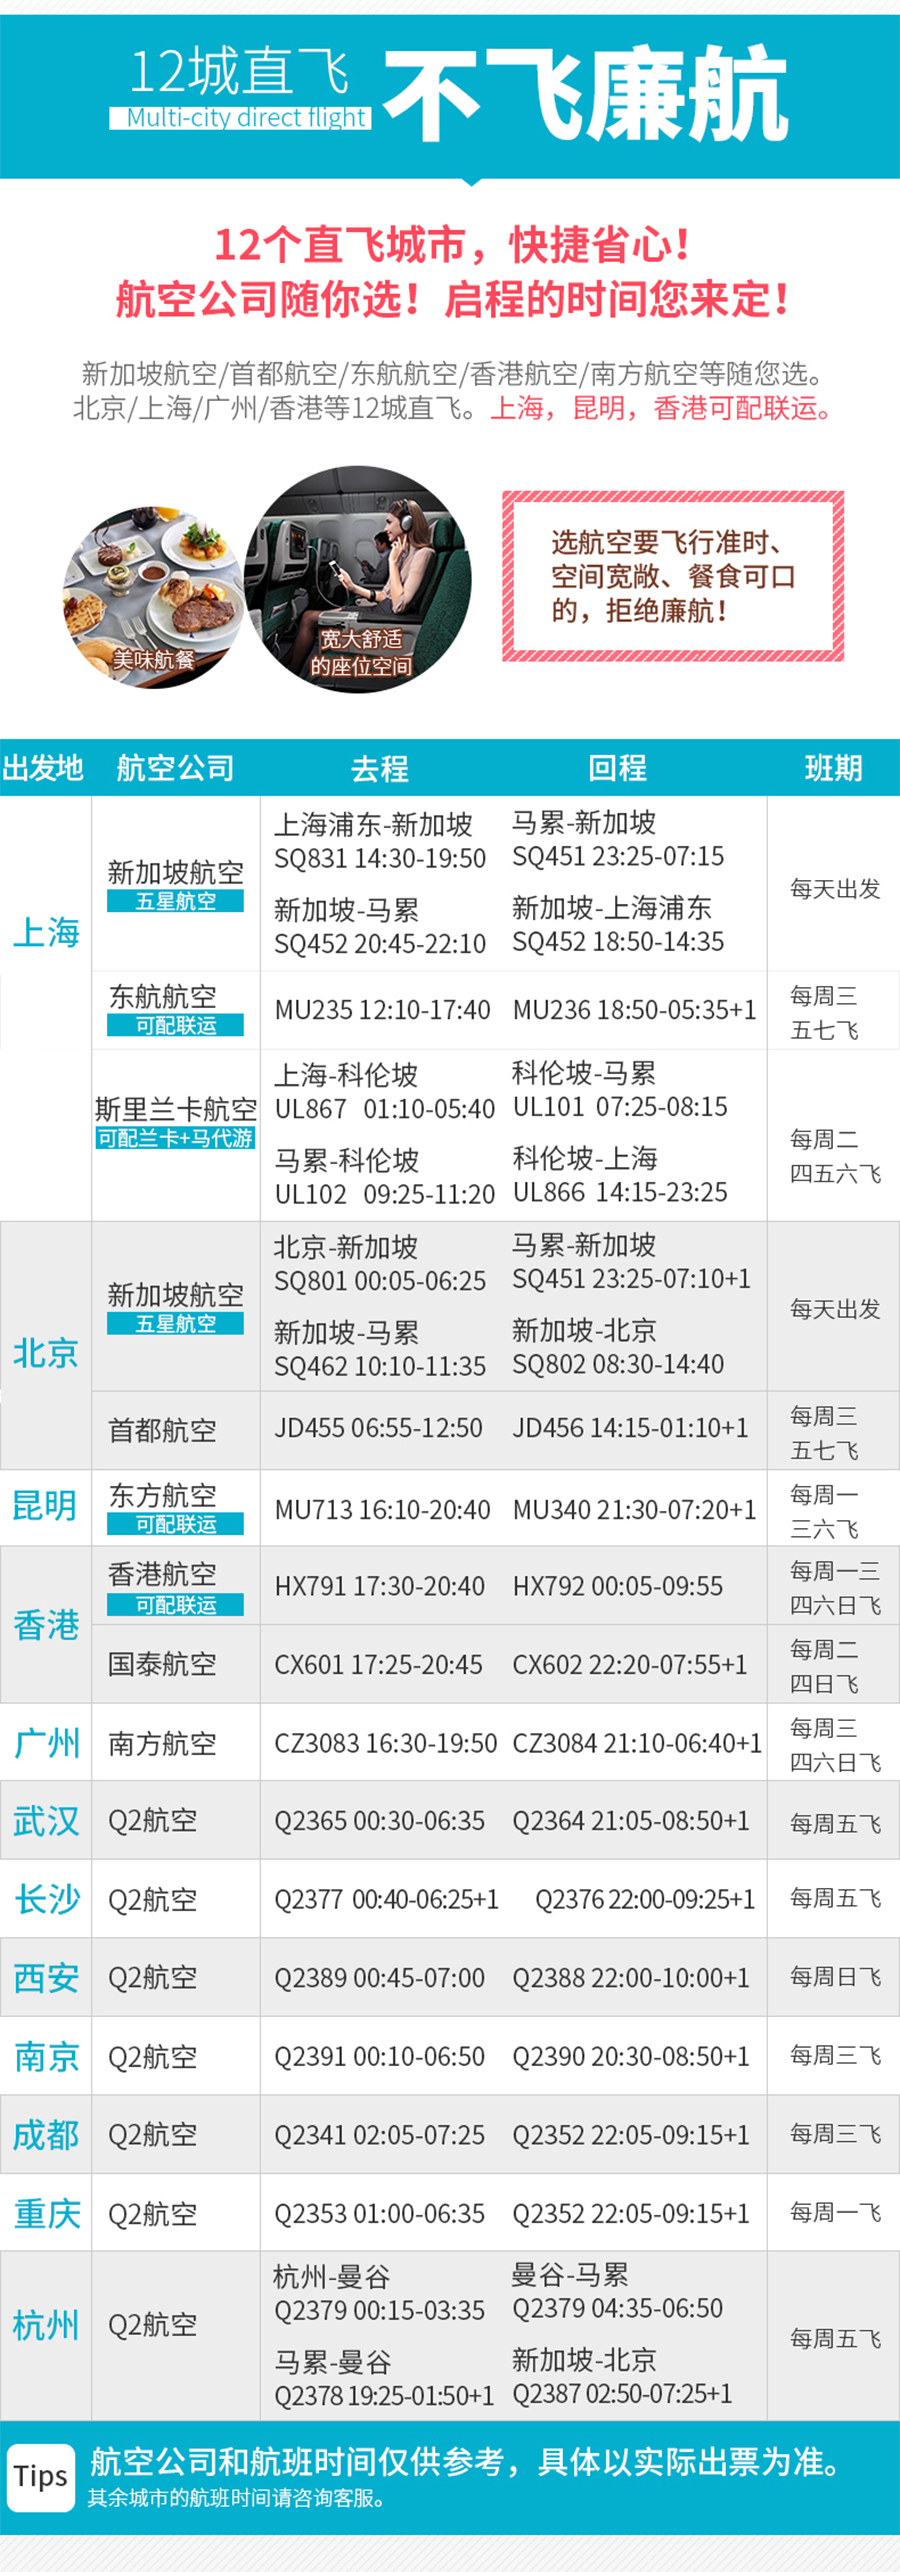 12城直飞
Multi-city direct flight
不飞廉航
12个直飞城市，快捷省心！
航空公司随你选！启程的时间您来定！
新加坡航空/首都航空/东航航空/香港航空/南方航空等随您选。
北京/上海/广州/香港等12城直飞。上海，昆明，香港可配联运。
美味航餐
宽大舒适
的座位空间
选航空要飞行准时、
空间宽敞、餐食可口
的，拒绝廉航！
出发地 航空公司 去程 回程 班期
上海
新加坡航空
五星航空
上海浦东-新加坡
SQ831 14:30-19:50
新加坡-马累
SQ452 20:45-22:10
马累-新加坡
SQ451 23:25-07:15
新加坡-上海浦东
SQ452 18:50-14:35
每天出发
东航航空
可配联运
MU235 12:10-17:40
MU236 18:50-05:35+1
每周三
五七飞
斯里兰卡航空
可配兰卡+马代游
上海-科伦坡
UL867 01:10-05:40
马累-科伦坡
UL102 09:25-11:20
科伦坡-马累
UL101 07:25-08:15
科伦坡-上海
UL866 14:15-23:25
每周二
四五六飞
北京
新加坡航空
五星航空
北京-新加坡
SQ801 00:05-06:25
新加坡-马累
SQ462 10:10-11:35
马累-新加坡
SQ451 23:25-07:10+1
新加坡-北京
SQ802 08:30-14:40
每天出发
首都航空
JD455 06:55-12:50
JD456 14:15-01:10+1
每周三
五七飞
昆明
东方航空
可配联运
MU713 16:10-20:40
MU340 21:30-07:20+1
每周一
三六飞
香港
香港航空
可配联运
HX791 17:30-20:40
HX792 00:05-09:55
每周一三
四六日飞
国泰航空
CX601 17:25-20:45
CX602 22:20-07:55+1
每周二
四日飞
广州
南方航空
CZ3083 16:30-19:50
CZ3084 21:10-06:40+1
每周三
四六日飞
武汉
Q2航空
Q2365 00:30-06:35
Q2364 21:05-08:50+1
每周五飞
长沙
Q2航空
Q2377 00:40-06:25+1
Q2376 22:00-09:25+1
每周五飞
西安
Q2航空
Q2389 00:45-07:00
Q2388 22:00-10:00+1
每周日飞
南京
Q2航空
Q2391 00:10-06:50
Q2390 20:30-08:50+1
每周三飞
成都
Q2航空
Q2341 02:05-07:25
Q2352 22:05-09:15+1
每周三飞
重庆
Q2航空
Q2353 01:00-06:35
Q2352 22:05-09:15+1
每周一飞
杭州
Q2航空
杭州-曼谷
Q2379 00:15-03:35
马累-曼谷
Q2378 19:25-01:50+1
曼谷-马累
Q2379 04:35-06:50
新加坡-北京
Q2387 02:50-07:25+1
每周五飞
Tips
航空公司和航班时间仅供参考，具体以实际出票为准。
其余城市的航班时间请咨询客服。